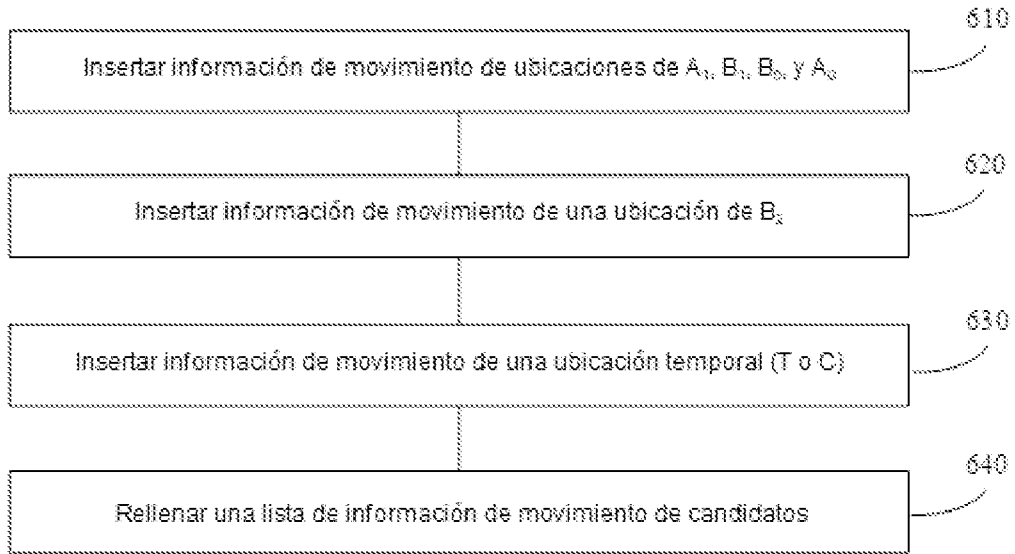 610
Insertar información de movimiento de ubicaciones de A₁, B₁, B₀, y A₀
620
Insertar información de movimiento de una ubicación de B₂
630
Insertar información de movimiento de una ubicación temporal (T o C)
640
Rellenar una lista de información de movimiento de candidatos